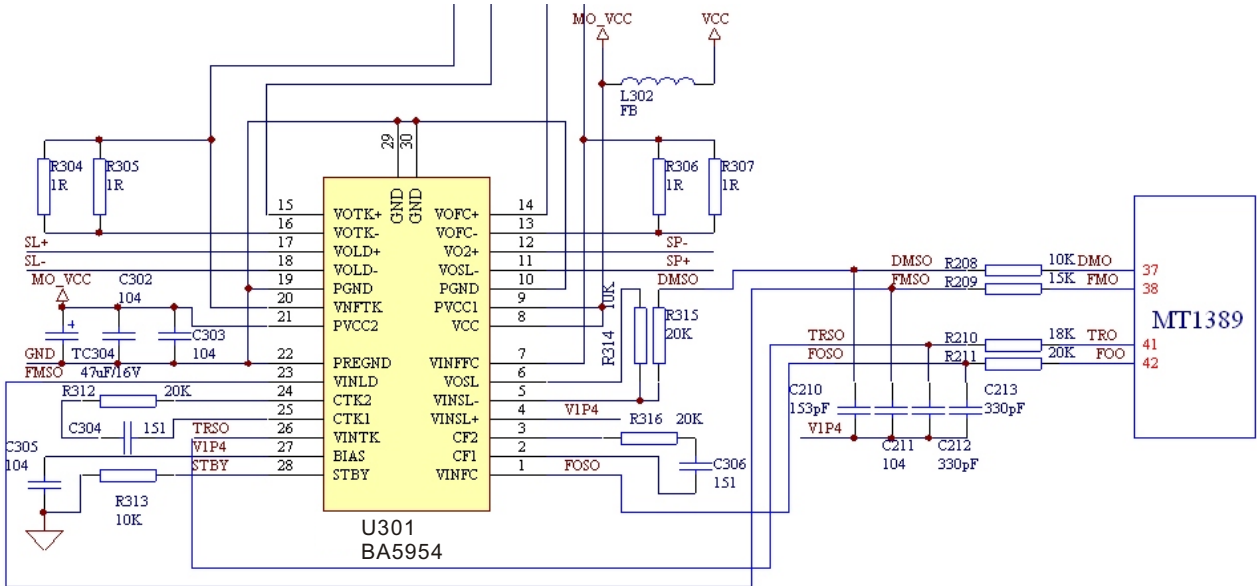 MO_VCC
VCC
L302
FB
29
30
R304
1R
R305
1R
R306
1R
R307
1R
GND
GND
15
VOTK+
VOFC+
14
16
VOTK-
VOFC-
13
SL+
17
VOLD+
VO2+
12
SP-
SL-
18
VOLD-
VOSL-
11
SP+
19
PGND
PGND
10
DMSO
20
VNFTK
PVCC1
9
21
PVCC2
VCC
8
MO_VCC
C302
104
+
TC304
47uF/16V
C303
104
10K
R314
R315
20K
GND
22
PREGND
VINFFC
7
FMSO
23
VINLD
VOSL
6
R312
20K
24
CTK2
VINSL-
5
25
CTK1
VINSL+
4
V1P4
C304
151
TRSO
26
VINTK
CF2
3
R316
20K
C305
104
V1P4
27
BIAS
CF1
2
STBY
28
STBY
VINFC
1
FOSO
C306
151
R313
10K
U301
BA5954
DMSO
R208
10K
DMO
37
FMSO
R209
15K
FMO
38
MT1389
TRSO
R210
18K
TRO
41
FOSO
R211
20K
FOO
42
C210
153pF
C213
330pF
V1P4
C211
104
C212
330pF